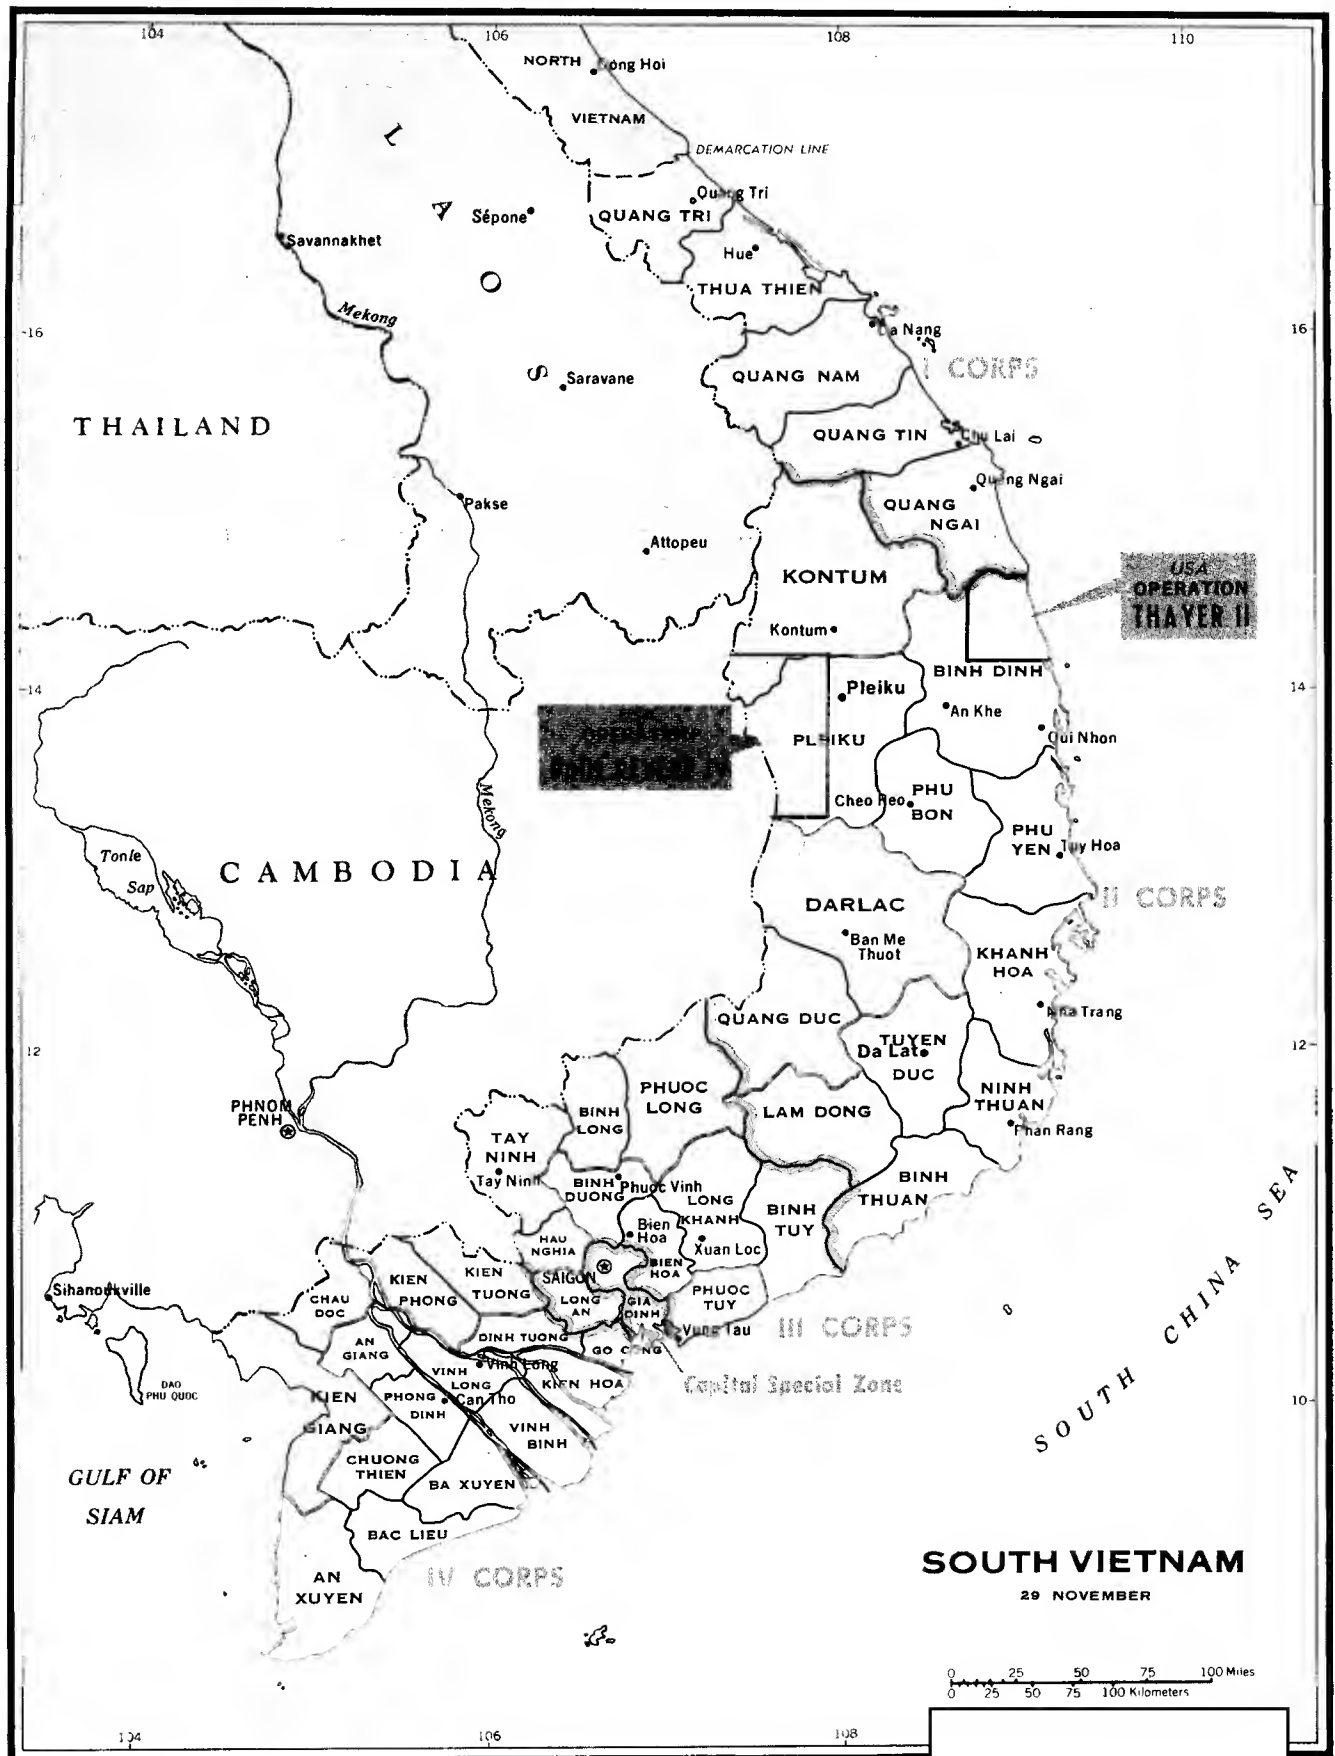 104
106
108
110
NORTH
Dong Hoi
VIETNAM
DEMARCATION LINE
L
A
O
S
Sépone
Quang Tri
QUANG TRI
Savannakhet
Hue
THUA THIEN
Mekong
16
16
Da Nang
I CORPS
Saravane
QUANG NAM
THAILAND
QUANG TIN
Chu Lai
Pakse
Quang Ngai
QUANG
NGAI
Attopeu
KONTUM
USA
OPERATION
THAYER II
Kontum
BINH DINH
14
14
Pleiku
An Khe
Qui Nhon
OPERATION
PLEIKU
Mekong
Cheo Reo
PHU
BON
PHU
YEN
Tuy Hoa
Tonle
Sap
CAMBODIA
II CORPS
DARLAC
Ban Me
Thuot
KHANH
HOA
Nha Trang
QUANG DUC
12
12
TUYEN
Da Lat
DUC
PHUOC
LONG
NINH
THUAN
PHNOM
PENH
BINH
LONG
LAM DONG
Phan Rang
TAY
NINH
Tay Ninh
BINH
DUONG
Phuoc Vinh
LONG
KHANH
BINH
THUAN
BINH
TUY
Bien
Hoa
Xuan Loc
HAU
NGHIA
BIEN
HOA
SAIGON
KIEN
PHONG
KIEN
TUONG
Sihanoukville
CHAU
DOC
LONG
AN
GIA
DINH
PHUOC
TUY
Vung Tau
III CORPS
AN
GIANG
DINH TUONG
GO CONG
Vinh Long
VINH
LONG
KIEN HOA
Capital Special Zone
DAO
PHU QUOC
KIEN
GIANG
PHONG
DINH
Can Tho
VINH
BINH
10
CHUONG
THIEN
BA XUYEN
GULF OF
SIAM
SOUTH CHINA SEA
BAC LIEU
AN
XUYEN
IV CORPS
SOUTH VIETNAM
29 NOVEMBER
0 25 50 75 100 Miles
0 25 50 75 100 Kilometers
104
106
108